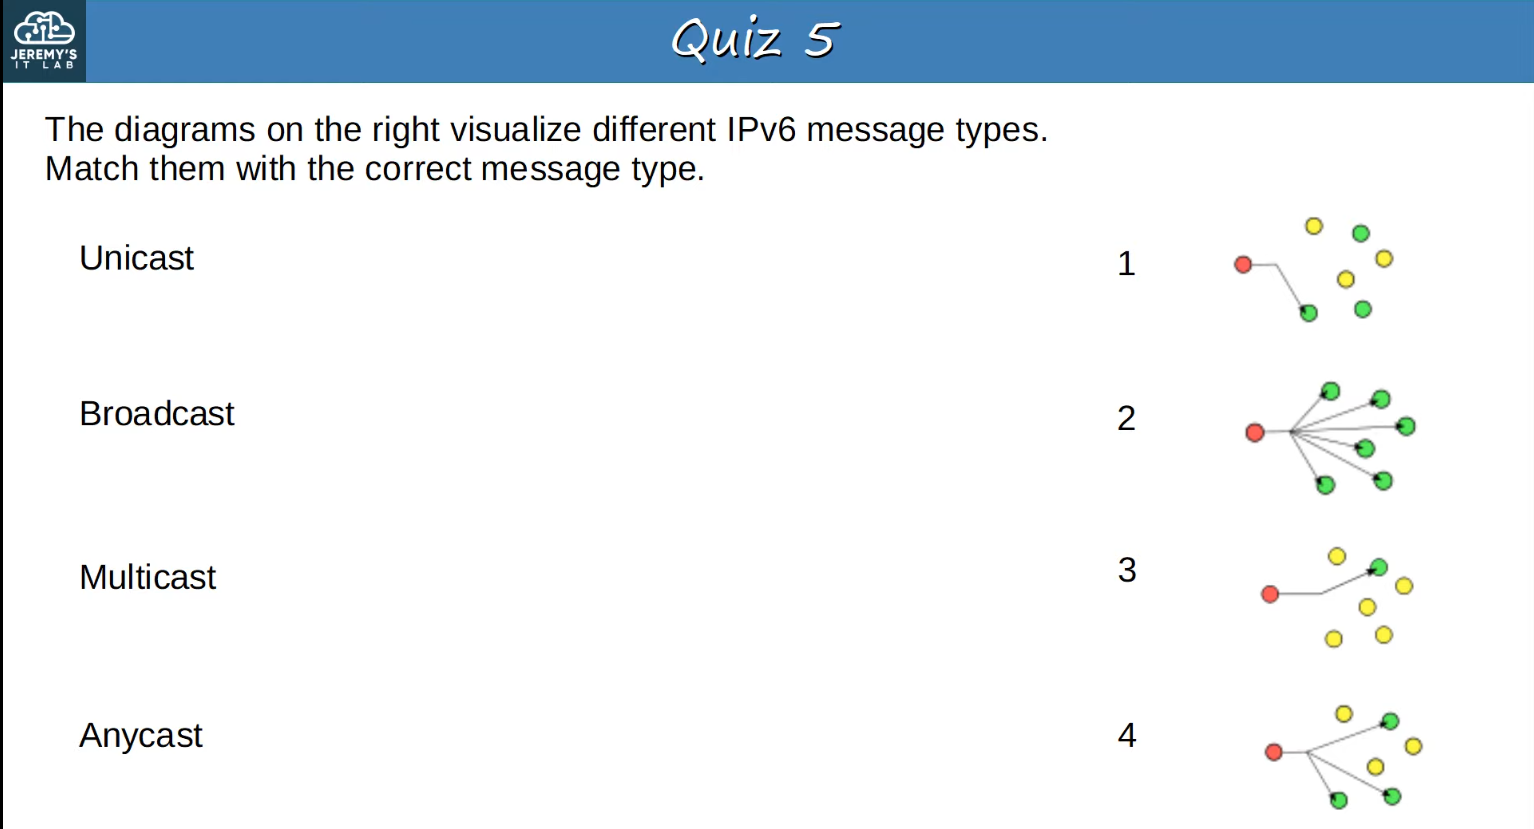 JEREMY'S
IT LAB
Quiz 5
The diagrams on the right visualize different IPv6 message types.
Match them with the correct message type.
Unicast
1
Broadcast
2
Multicast
3
Anycast
4